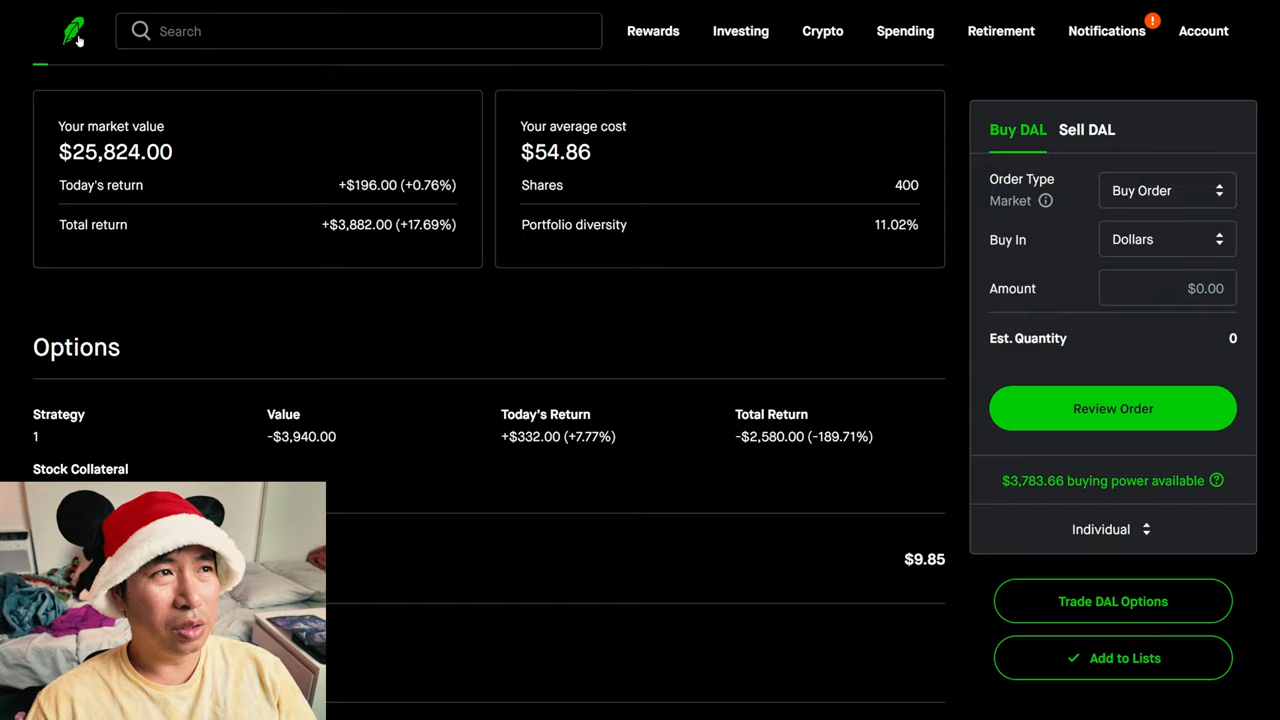 Search
Rewards
Investing
Crypto
Spending
Retirement
Notifications
!
Account
Your market value
$25,824.00
Today's return +$196.00 (+0.76%)
Total return +$3,882.00 (+17.69%)
Your average cost
$54.86
Shares 400
Portfolio diversity 11.02%
Buy DAL Sell DAL
Order Type
Market
Buy Order
Buy In Dollars
Amount $0.00
Est. Quantity 0
Review Order
$3,783.66 buying power available
Individual
Trade DAL Options
Add to Lists
Options
Strategy Value Today's Return Total Return
1 -$3,940.00 +$332.00 (+7.77%) -$2,580.00 (-189.71%)
Stock Collateral
$9.85